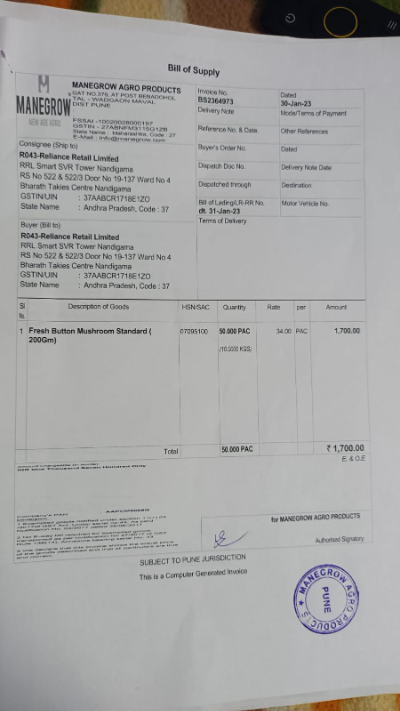 Bill of Supply
MANEGROW
NEW AGE AGRO
MANEGROW AGRO PRODUCTS
GAT NO.376, AT POST BEBADOHOL
TAL - WADGAON MAVAL
DIST PUNE
GSTIN - 27ABNFM3115G1ZB
State Name : Maharashtra, Code : 27
E-Mail : info@manegrow.com
Invoice No.
BS2364973
Dated
30-Jan-23
Delivery Note
Mode/Terms of Payment
Reference No. & Date.
Other References
Buyer's Order No.
Dated
Dispatch Doc No.
Delivery Note Date
Dispatched through
Destination
Bill of Lading/LR-RR No.
dt. 31-Jan-23
Motor Vehicle No.
Terms of Delivery
Consignee (Ship to)
R043-Reliance Retail Limited
RRL Smart SVR Tower Nandigama
RS No 522 & 522/3 Door No 19-137 Ward No 4
Bharath Takies Centre Nandigama
GSTIN/UIN : 37AABCR1718E1ZO
State Name : Andhra Pradesh, Code : 37
Buyer (Bill to)
R043-Reliance Retail Limited
RRL Smart SVR Tower Nandigama
RS No 522 & 522/3 Door No 19-137 Ward No 4
Bharath Takies Centre Nandigama
GSTIN/UIN : 37AABCR1718E1ZO
State Name : Andhra Pradesh, Code : 37
Sl Description of Goods HSN/SAC Quantity Rate per Amount
1 Fresh Button Mushroom Standard ( 07095100 50.000 PAC 34.00 PAC 1,700.00
200Gm) (10.0000 KGS)
Total 50.000 PAC ₹ 1,700.00
E. & O.E
for MANEGROW AGRO PRODUCTS
Authorised Signatory
SUBJECT TO PUNE JURISDICTION
This is a Computer Generated Invoice
MANEGROW AGRO PRODUCTS
PUNE